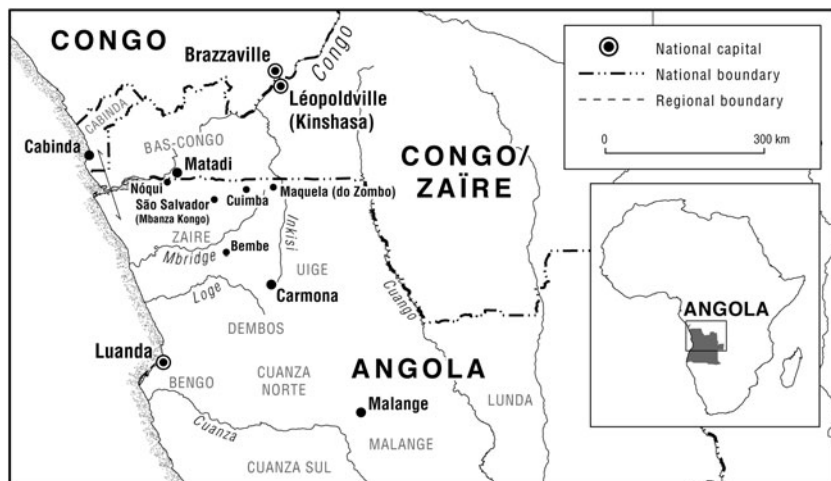 CONGO
Brazzaville
Congo
Léopoldville
(Kinshasa)
CABINDA
Cabinda
BAS-CONGO
Matadi
CONGO/
ZAÏRE
Nóqui
Cuimba
Maquela (do Zombo)
São Salvador
(Mbanza Kongo)
ZAIRE
Inkisi
Bembe
Mbridge
UIGE
Cuango
Loge
Carmona
DEMBOS
Luanda
BENGO
CUANZA
NORTE
ANGOLA
Malange
LUNDA
Cuanza
MALANGE
CUANZA SUL
National capital
National boundary
Regional boundary
0
300 km
ANGOLA